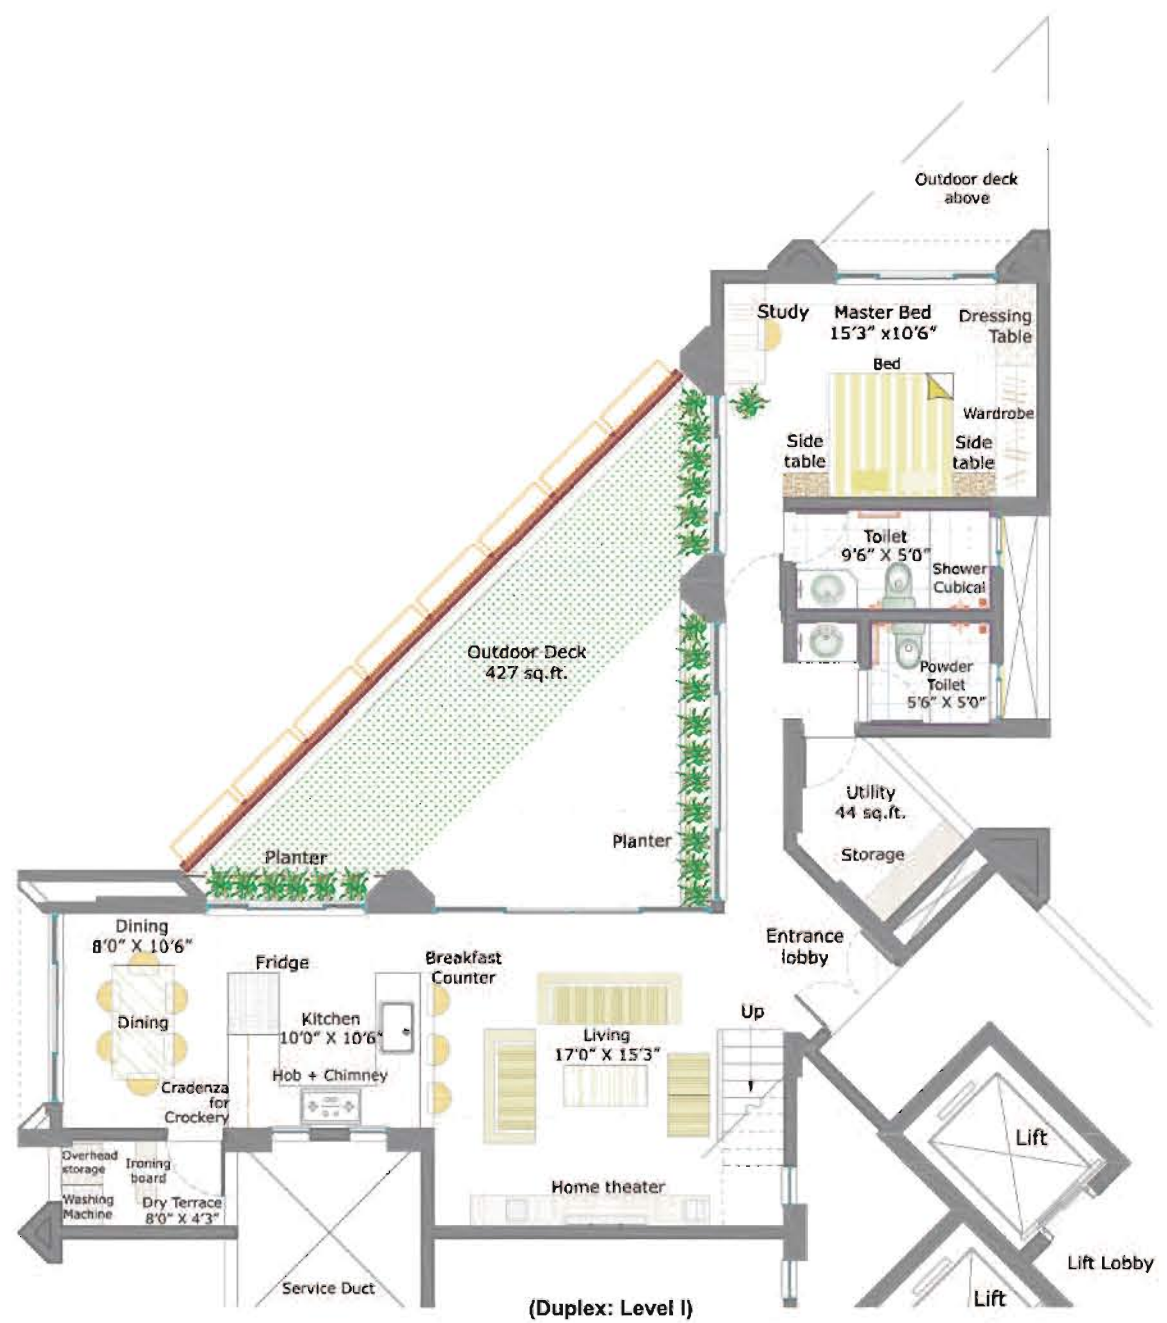 Outdoor deck
above
Study
Master Bed
15'3" x10'6"
Dressing
Table
Bed
Wardrobe
Side
table
Side
table
Toilet
9'6" X 5'0"
Shower
Cubical
Outdoor Deck
427 sq.ft.
Powder
Toilet
5'6" X 5'0"
Utility
44 sq.ft.
Storage
Planter
Planter
Dining
8'0" X 10'6"
Fridge
Breakfast
Counter
Entrance
lobby
Dining
Kitchen
10'0" X 10'6"
Living
17'0" X 15'3"
Up
Hob + Chimney
Cradenza
for
Crockery
Lift
Overhead
storage
Ironing
board
Washing
Machine
Dry Terrace
8'0" X 4'3"
Home theater
Service Duct
Lift Lobby
Lift
(Duplex: Level I)